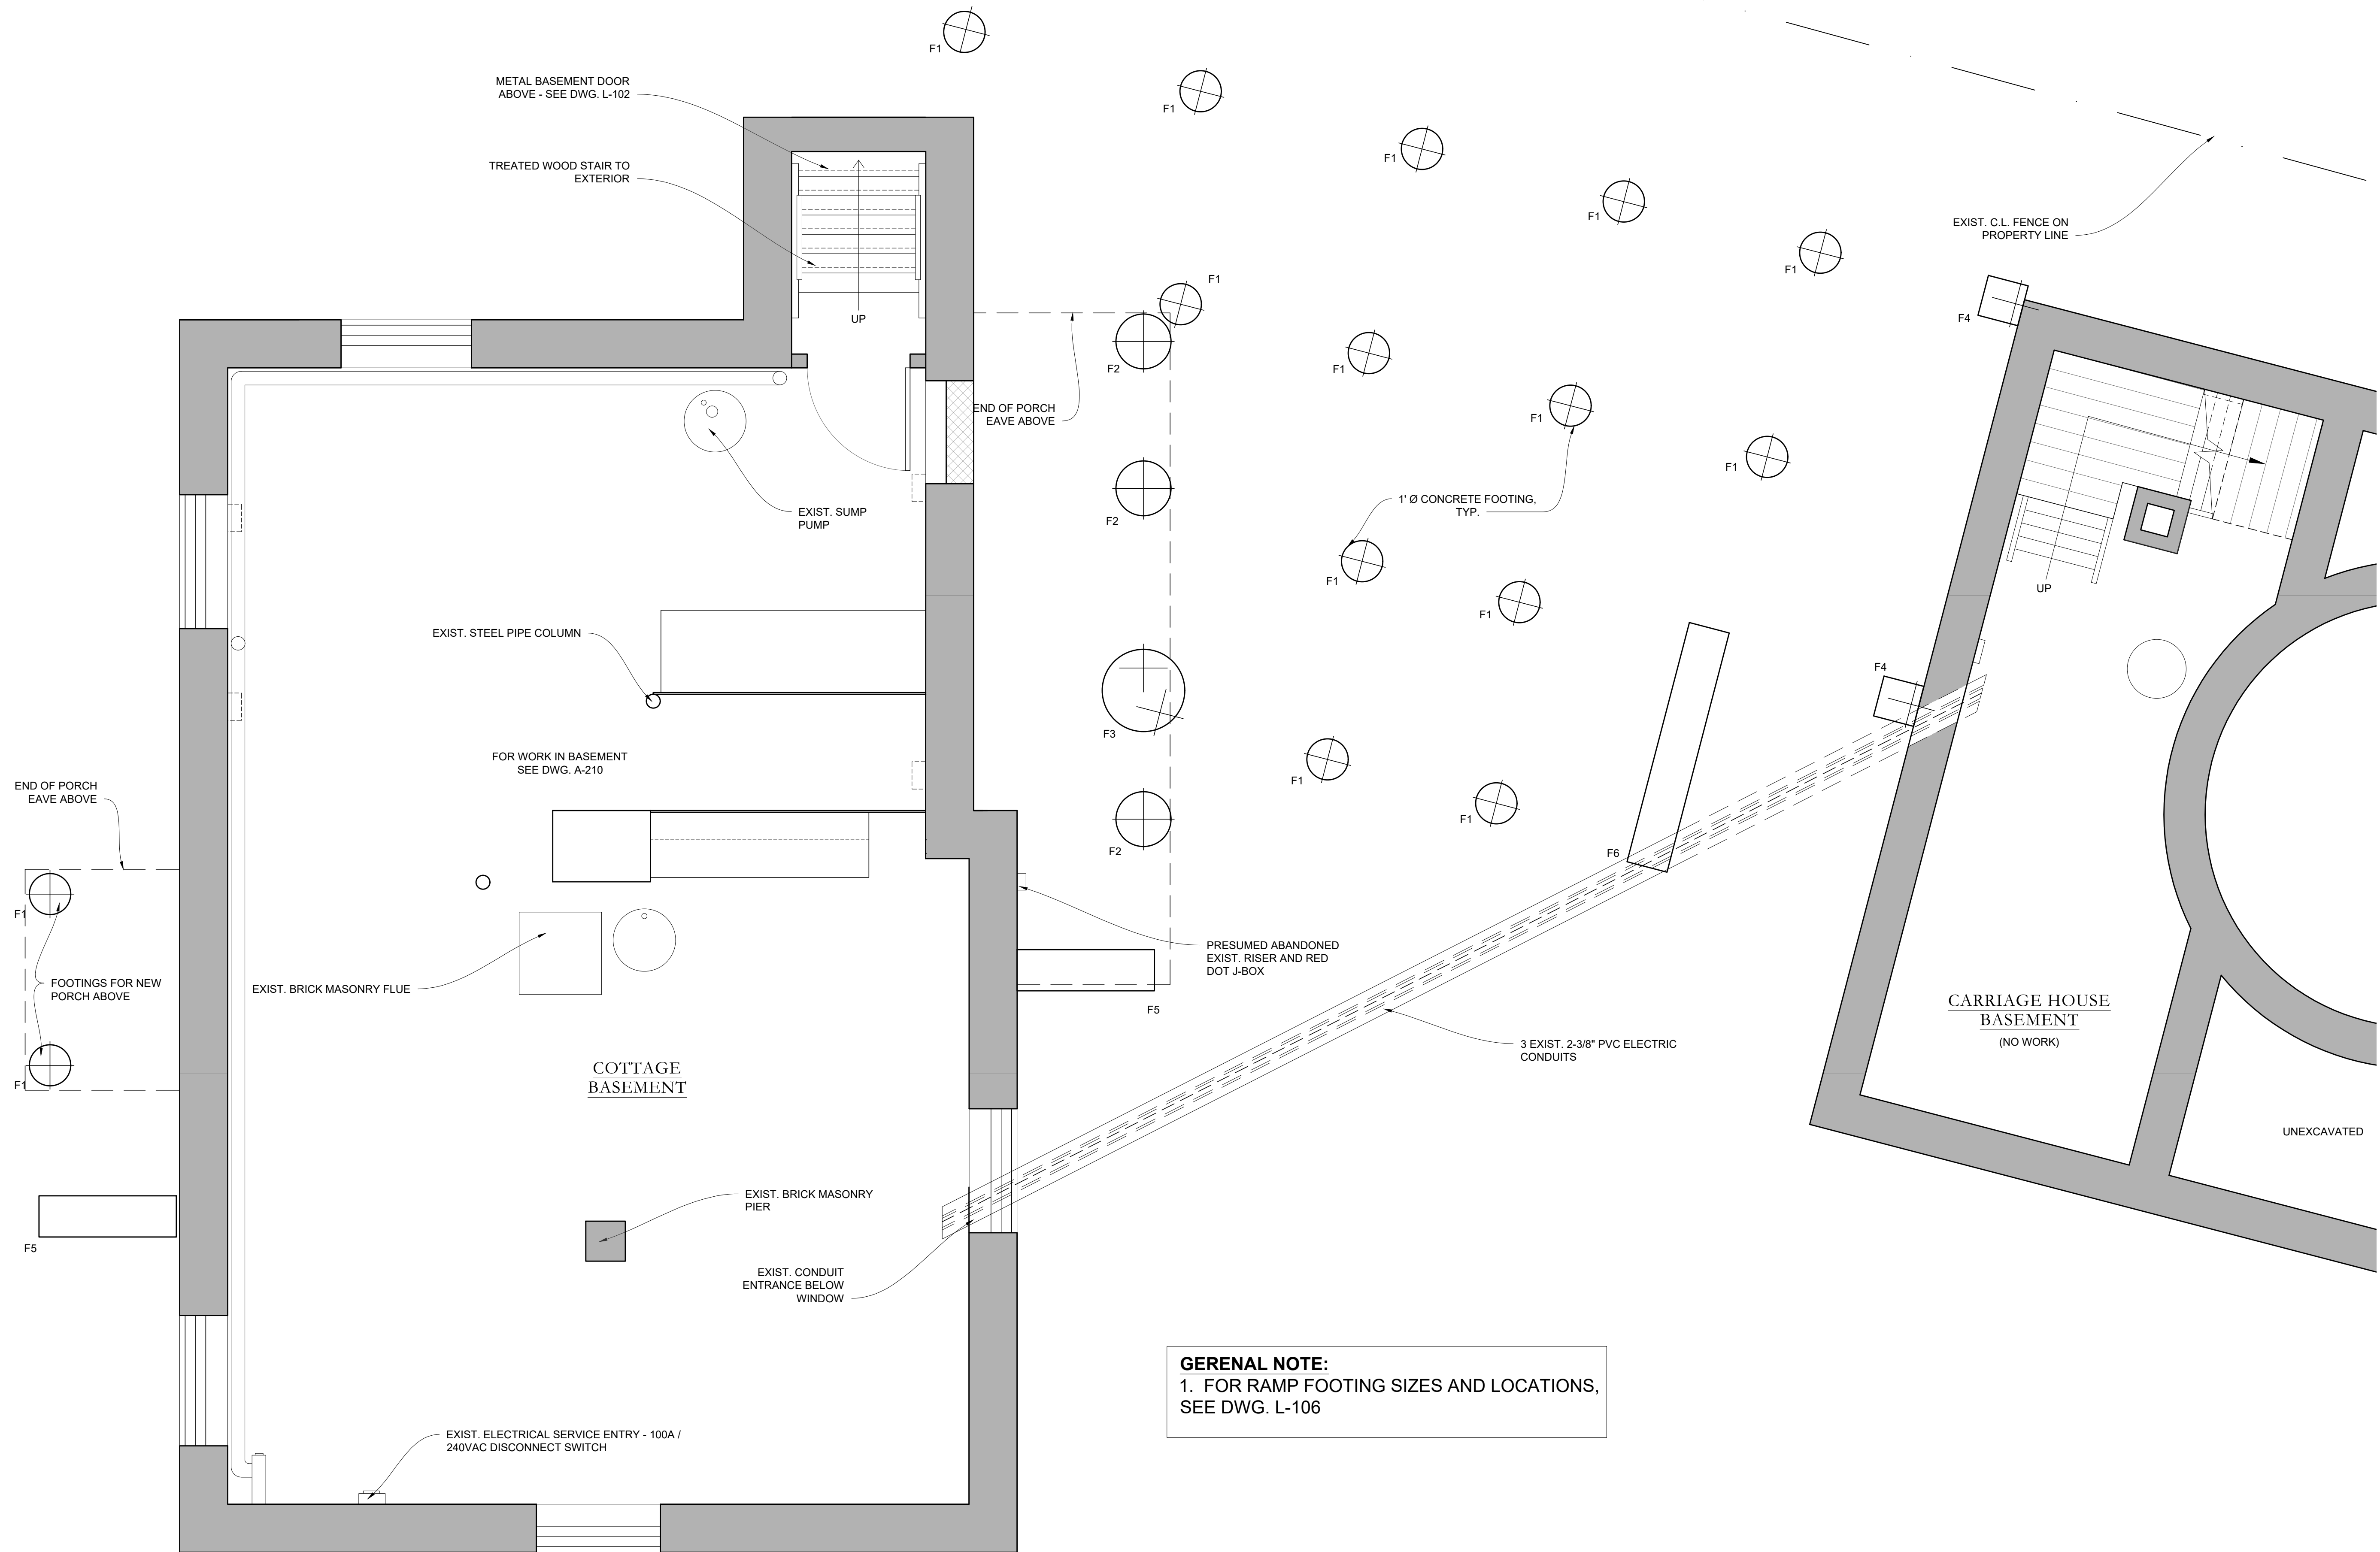 F1
METAL BASEMENT DOOR
ABOVE - SEE DWG. L-102
F1
F1
TREATED WOOD STAIR TO
EXTERIOR
F1
EXIST. C.L. FENCE ON
PROPERTY LINE
F1
F1
UP
F4
F2
F1
END OF PORCH
EAVE ABOVE
F1
F1
1' Ø CONCRETE FOOTING,
TYP.
EXIST. SUMP
PUMP
F2
F1
UP
F1
EXIST. STEEL PIPE COLUMN
F4
F3
FOR WORK IN BASEMENT
SEE DWG. A-210
F1
END OF PORCH
EAVE ABOVE
F1
F2
F6
F1
PRESUMED ABANDONED
EXIST. RISER AND RED
DOT J-BOX
FOOTINGS FOR NEW
PORCH ABOVE
EXIST. BRICK MASONRY FLUE
F5
CARRIAGE HOUSE
BASEMENT
(NO WORK)
3 EXIST. 2-3/8" PVC ELECTRIC
CONDUITS
COTTAGE
BASEMENT
F1
UNEXCAVATED
EXIST. BRICK MASONRY
PIER
F5
EXIST. CONDUIT
ENTRANCE BELOW
WINDOW
GERENAL NOTE:
1. FOR RAMP FOOTING SIZES AND LOCATIONS,
SEE DWG. L-106
EXIST. ELECTRICAL SERVICE ENTRY - 100A /
240VAC DISCONNECT SWITCH